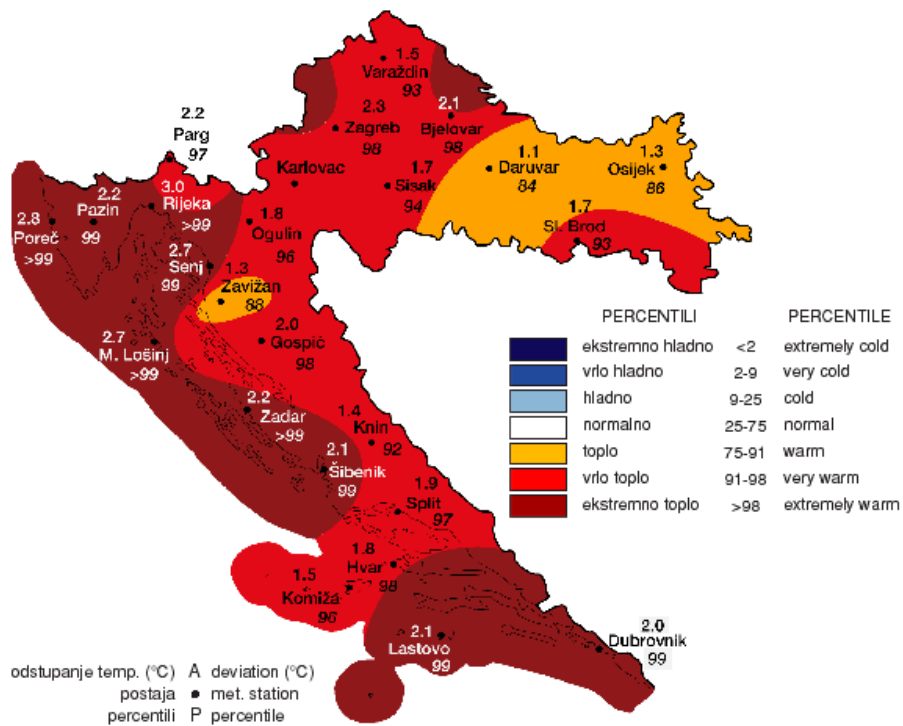 1.5
Varaždin
93
2.2
Parg
97
2.3
Zagreb
98
2.1
Bjelovar
98
Karlovac
1.7
Sisak
94
1.1
Daruvar
84
1.3
Osijek
86
1.7
Sl. Brod
93
2.8
Poreč
>99
2.2
Pazin
99
3.0
Rijeka
>99
1.8
Ogulin
96
2.7
Senj
99
1.3
Zavižan
88
2.7
M. Lošinj
>99
2.0
Gospić
98
2.2
Zadar
>99
1.4
Knin
92
2.1
Šibenik
99
1.9
Split
97
1.8
Hvar
98
1.5
Komiža
96
2.1
Lastovo
99
2.0
Dubrovnik
99
PERCENTILI PERCENTILE
ekstremno hladno <2 extremely cold
vrlo hladno 2-9 very cold
hladno 9-25 cold
normalno 25-75 normal
toplo 75-91 warm
vrlo toplo 91-98 very warm
ekstremno toplo >98 extremely warm
odstupanje temp. (°C) A deviation (°C)
postaja ● met. station
percentili P percentile